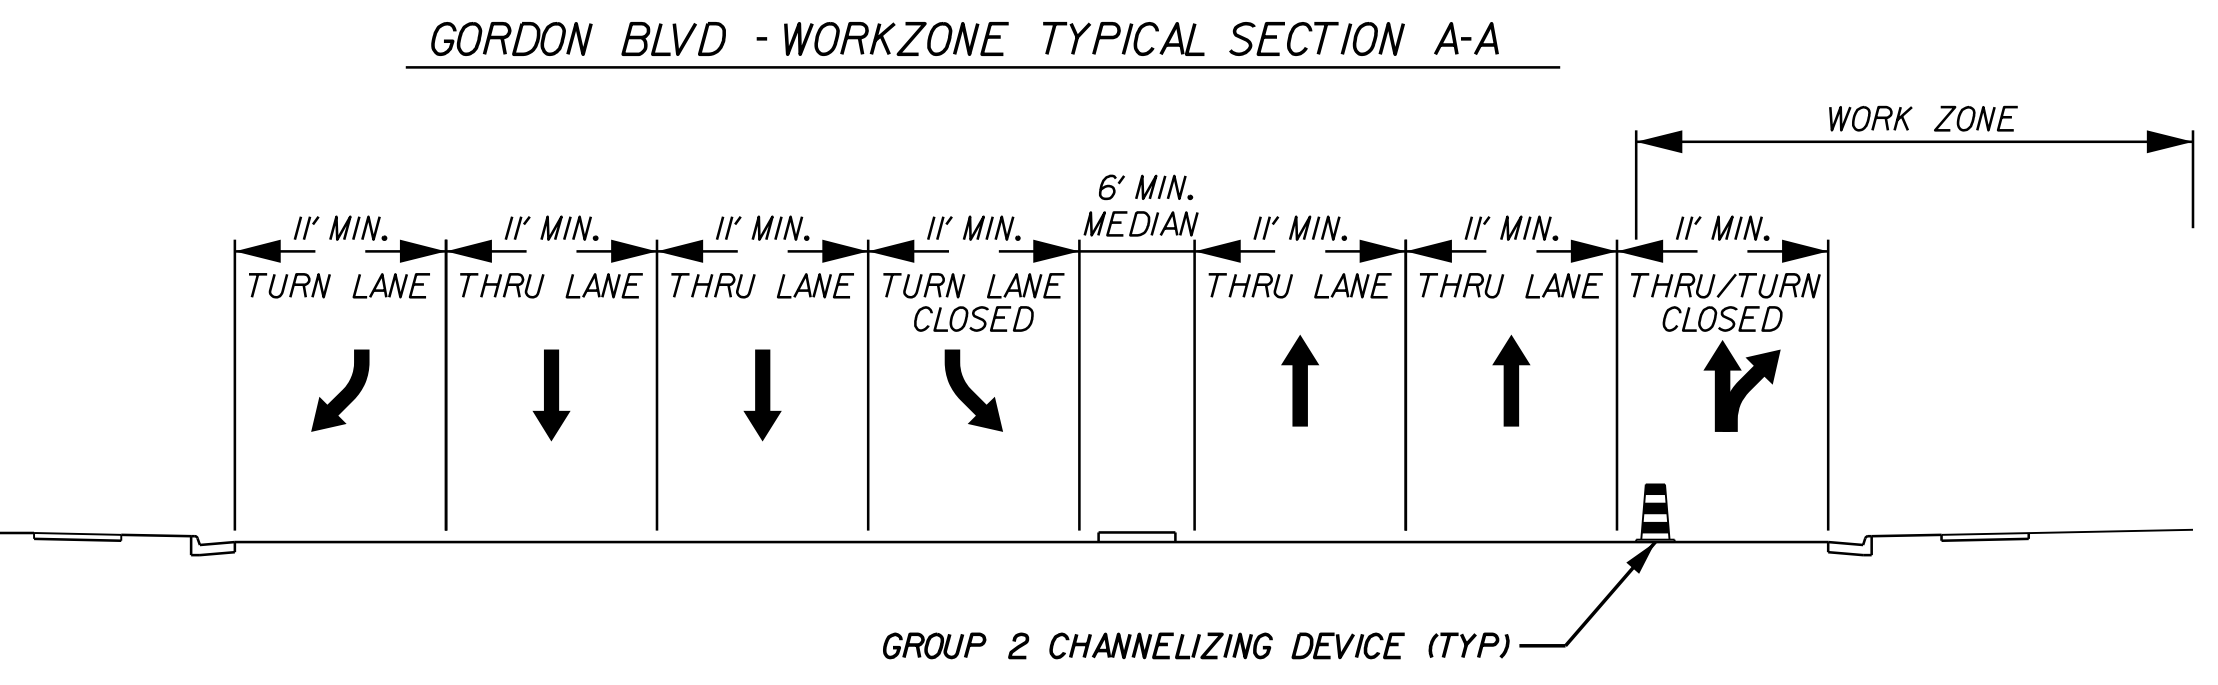 GORDON BLVD - WORKZONE TYPICAL SECTION A-A
WORK ZONE
6' MIN.
MEDIAN
11' MIN. 11' MIN. 11' MIN. 11' MIN. 11' MIN. 11' MIN. 11' MIN.
TURN LANE THRU LANE THRU LANE TURN LANE THRU LANE THRU LANE THRU/TURN
CLOSED CLOSED
GROUP 2 CHANNELIZING DEVICE (TYP)